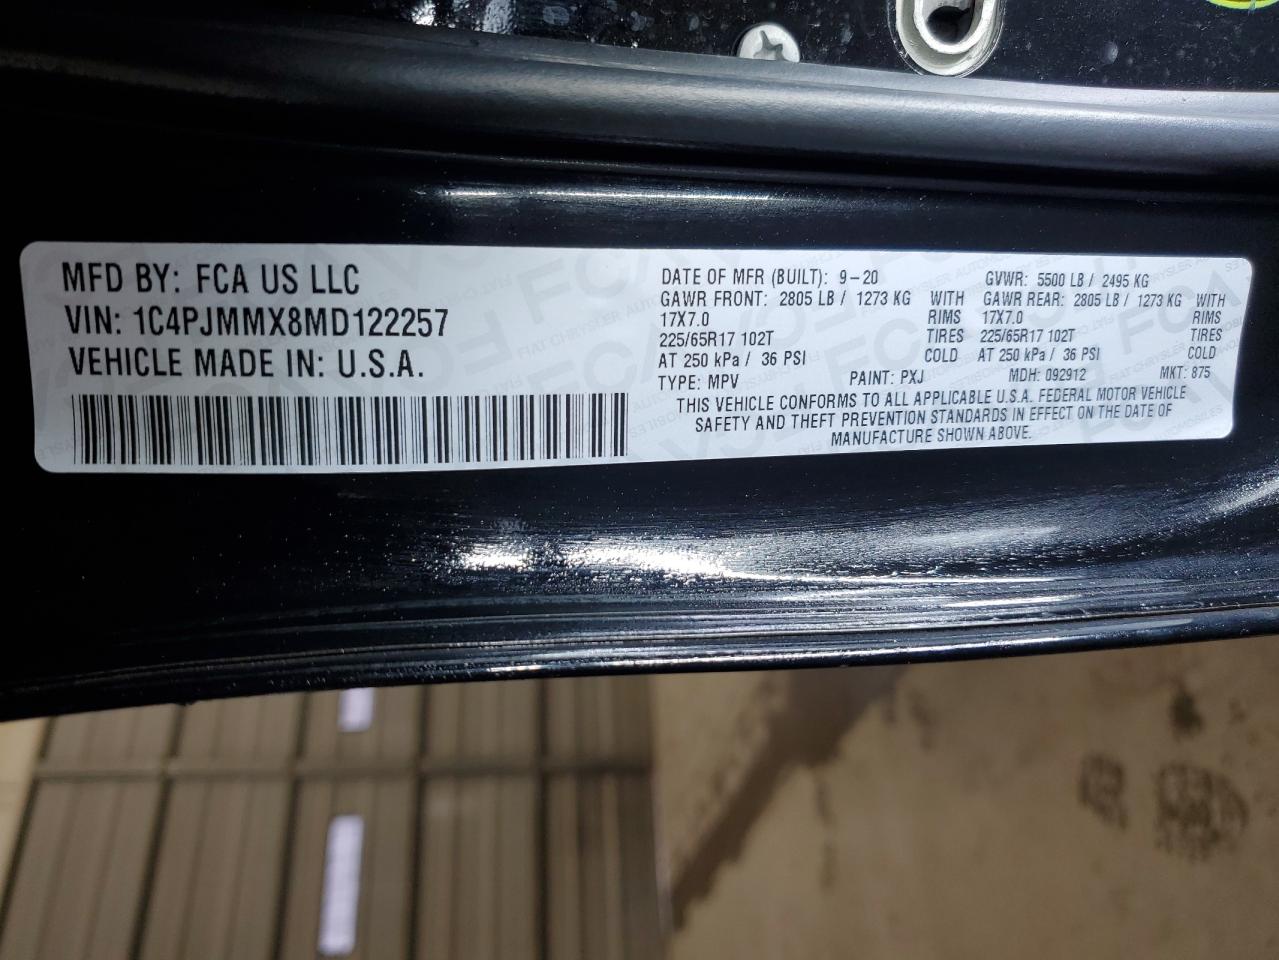 MFD BY: FCA US LLC
VIN: 1C4PJMMX8MD122257
VEHICLE MADE IN: U.S.A.
DATE OF MFR (BUILT): 9-20 GVWR: 5500 LB / 2495 KG
GAWR FRONT: 2805 LB / 1273 KG WITH GAWR REAR: 2805 LB / 1273 KG WITH
17X7.0 RIMS 17X7.0 RIMS
225/65R17 102T TIRES 225/65R17 102T TIRES
AT 250 kPa / 36 PSI COLD AT 250 kPa / 36 PSI COLD
TYPE: MPV PAINT: PXJ MDH: 092912 MKT: 875
THIS VEHICLE CONFORMS TO ALL APPLICABLE U.S.A. FEDERAL MOTOR VEHICLE
SAFETY AND THEFT PREVENTION STANDARDS IN EFFECT ON THE DATE OF
MANUFACTURE SHOWN ABOVE.